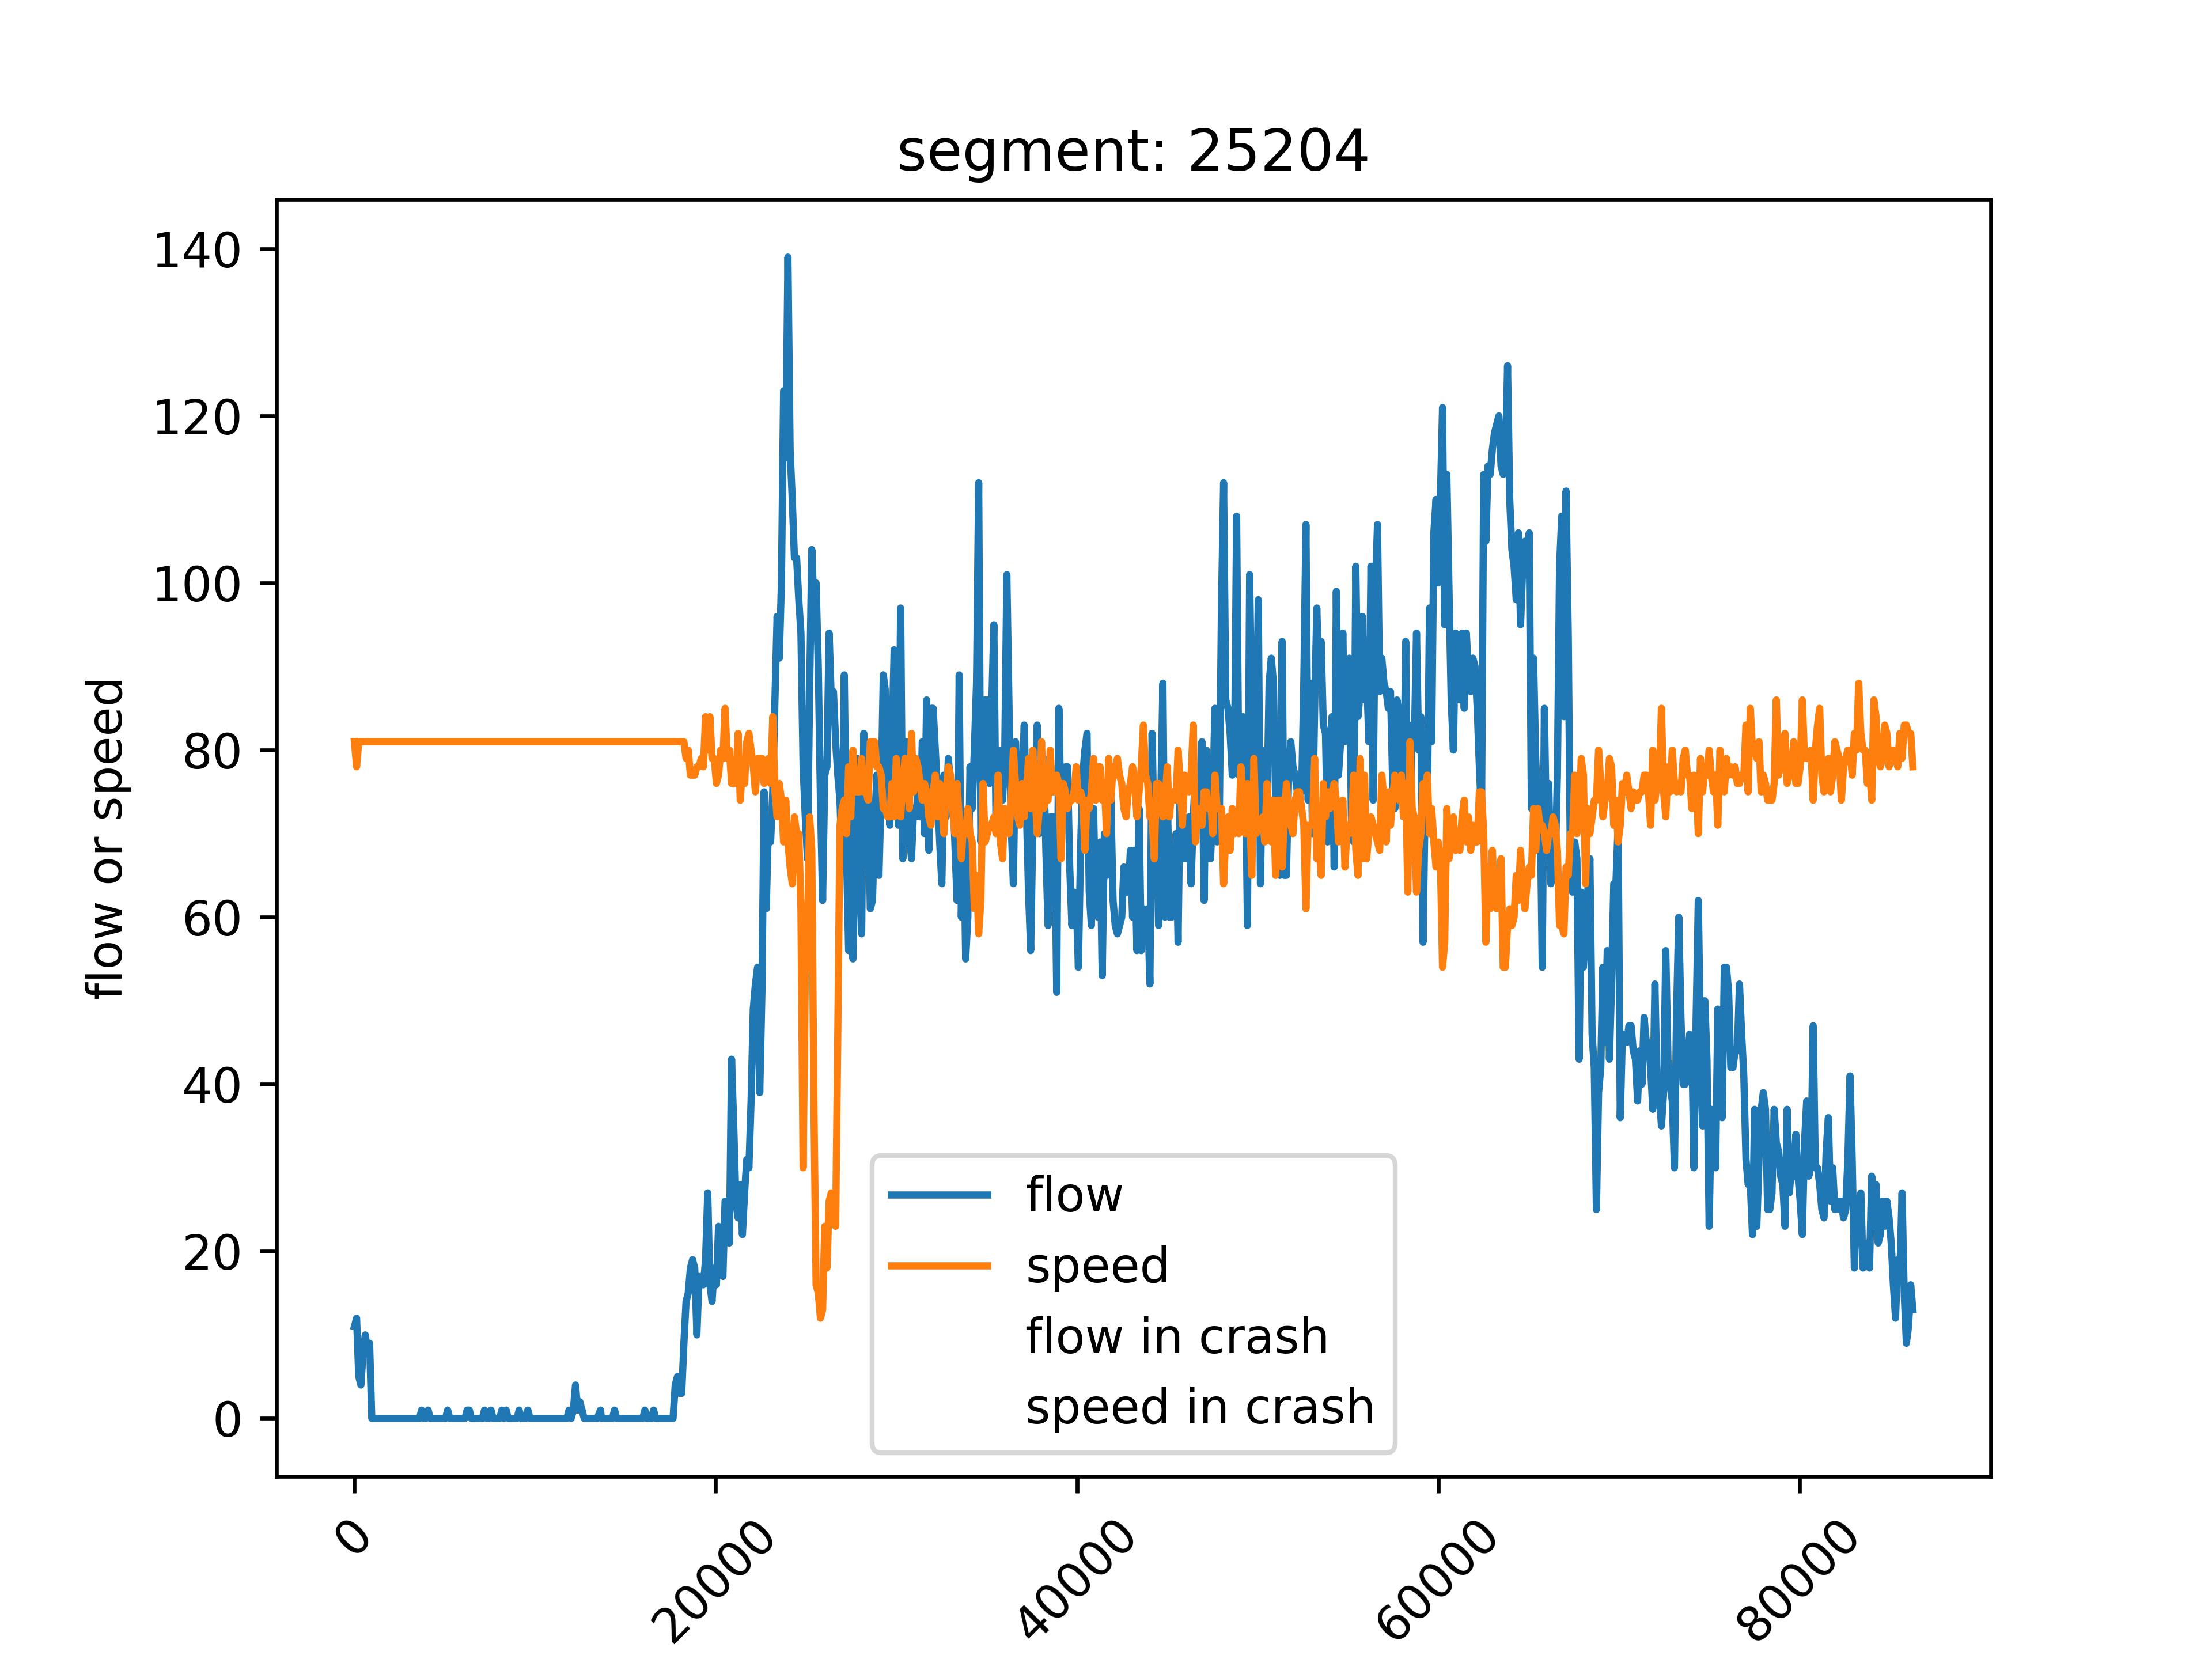 segment: 25204
140
120
100
80
60
40
20
0
flow or speed
flow
speed
flow in crash
speed in crash
0
20000
40000
60000
80000